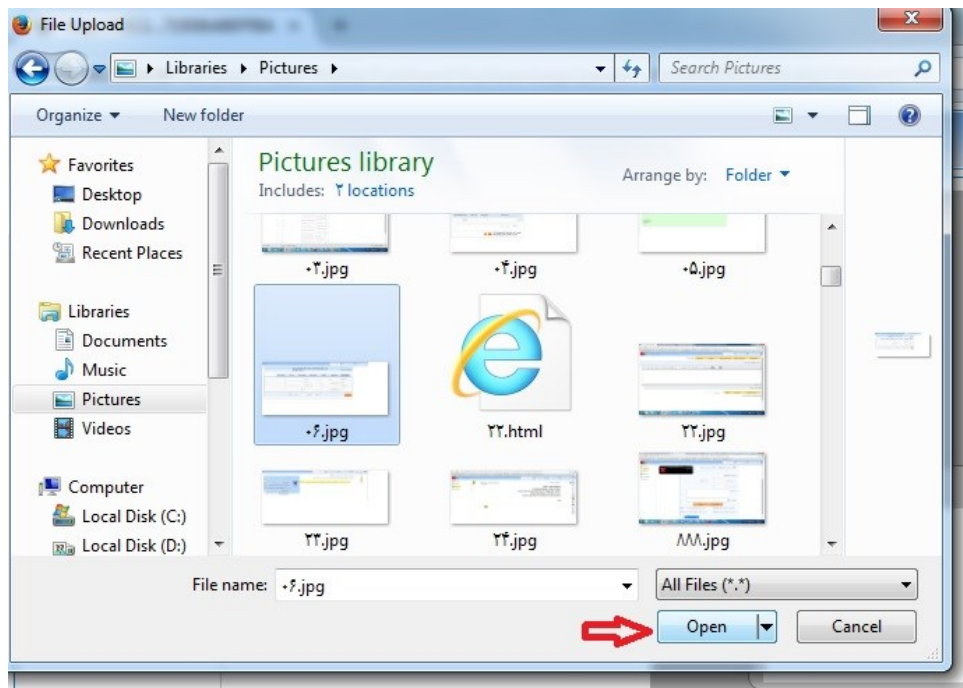 File Upload
Libraries
Pictures
Search Pictures
Organize
New folder
Favorites
Desktop
Downloads
Recent Places
Libraries
Documents
Music
Pictures
Videos
Computer
Local Disk (C:)
Local Disk (D:)
Pictures library
Includes: ۲ locations
Arrange by: Folder
۰۳.jpg
۰۴.jpg
۰۵.jpg
۰۶.jpg
۲۲.html
۲۲.jpg
۲۳.jpg
۲۴.jpg
۸۸۸.jpg
File name: ۰۶.jpg
All Files (*.*)
Open
Cancel